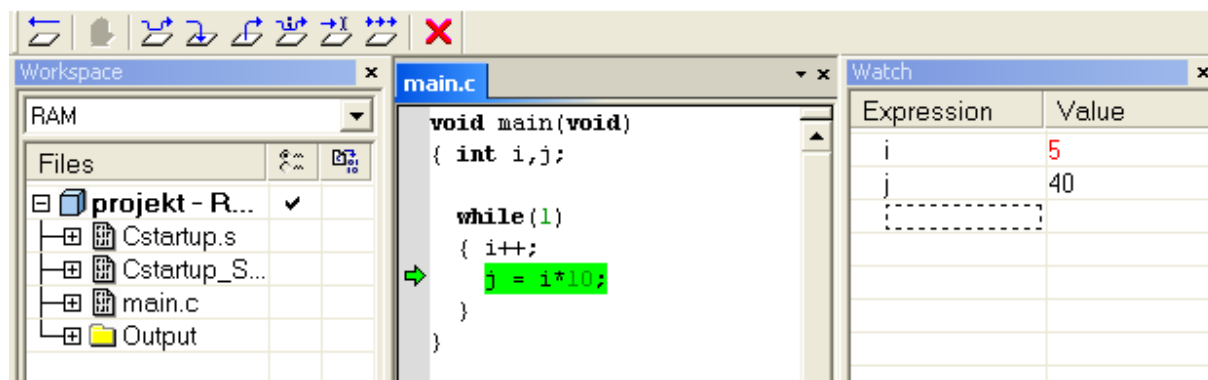 Workspace
RAM
Files
projekt - R...
Cstartup.s
Cstartup_S...
main.c
Output
main.c
void main(void)
{ int i,j;
while(1)
{ i++;
j = i*10;
}
}
Watch
Expression Value
i 5
j 40